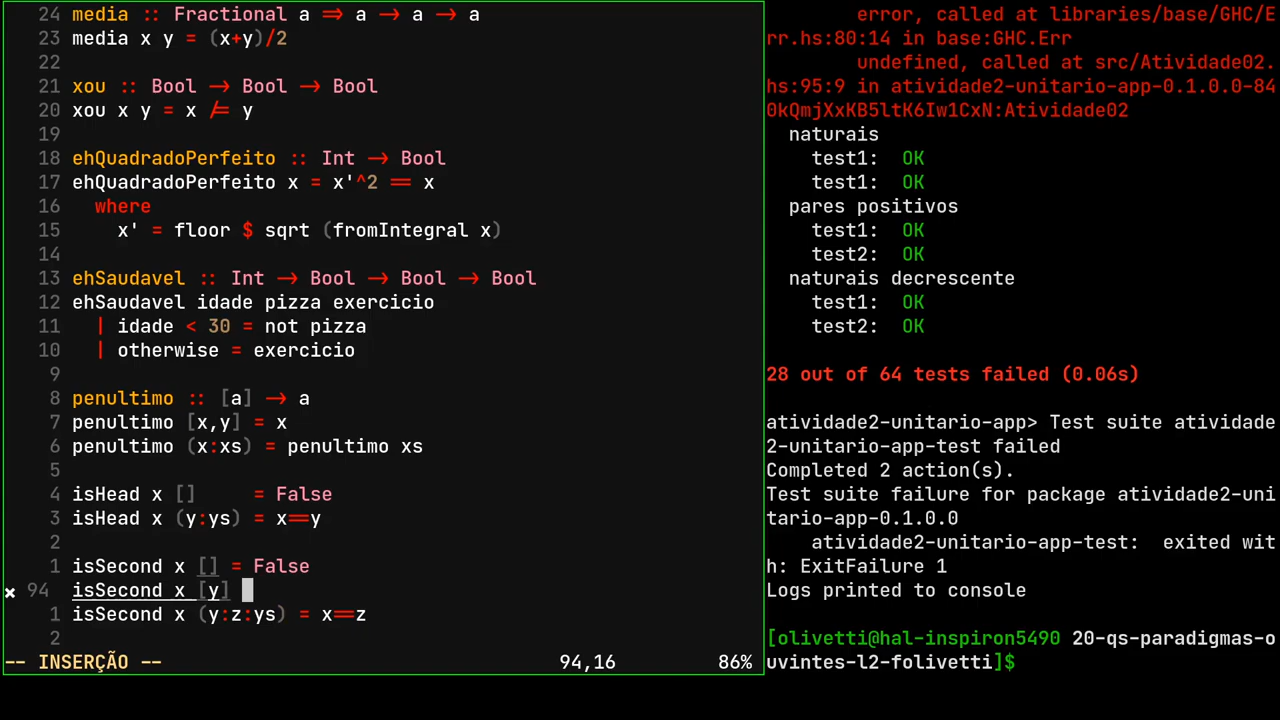 24 media :: Fractional a ⇒ a → a → a
23 media x y = (x+y)/2
22
21 xou :: Bool → Bool → Bool
20 xou x y = x /= y
19
18 ehQuadradoPerfeito :: Int → Bool
17 ehQuadradoPerfeito x = x'^2 == x
16   where
15     x' = floor $ sqrt (fromIntegral x)
14
13 ehSaudavel :: Int → Bool → Bool → Bool
12 ehSaudavel idade pizza exercicio
11   | idade < 30 = not pizza
10   | otherwise = exercicio
9
8 penultimo :: [a] → a
7 penultimo [x,y] = x
6 penultimo (x:xs) = penultimo xs
5
4 isHead x []     = False
3 isHead x (y:ys) = x==y
2
1 isSecond x [] = False
× 94 isSecond x [y]
1 isSecond x (y:z:ys) = x==z
2
-- INSERÇÃO -- 94,16 86%
error, called at libraries/base/GHC/E
rr.hs:80:14 in base:GHC.Err
undefined, called at src/Atividade02.
hs:95:9 in atividade2-unitario-app-0.1.0.0-84
0kQmjXxKB5ltK6Iw1CxN:Atividade02
naturais
test1: OK
test1: OK
pares positivos
test1: OK
test2: OK
naturais decrescente
test1: OK
test2: OK
28 out of 64 tests failed (0.06s)
atividade2-unitario-app> Test suite atividade
2-unitario-app-test failed
Completed 2 action(s).
Test suite failure for package atividade2-uni
tario-app-0.1.0.0
atividade2-unitario-app-test:  exited wit
h: ExitFailure 1
Logs printed to console
[olivetti@hal-inspiron5490 20-qs-paradigmas-o
uvintes-l2-folivetti]$